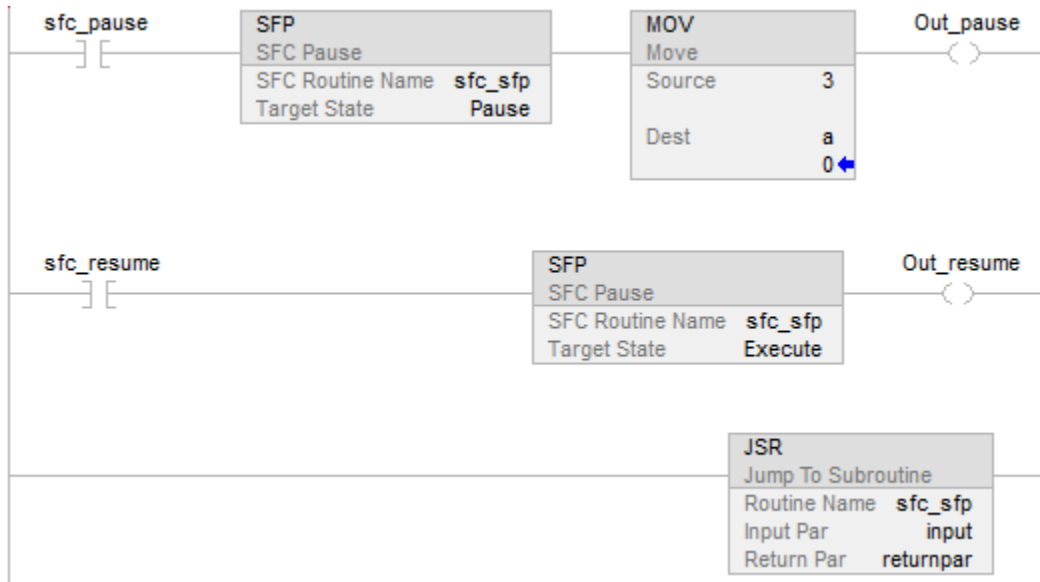 sfc_pause
SFP
SFC Pause
SFC Routine Name sfc_sfp
Target State Pause
MOV
Move
Source 3
Dest a
0
Out_pause
sfc_resume
SFP
SFC Pause
SFC Routine Name sfc_sfp
Target State Execute
Out_resume
JSR
Jump To Subroutine
Routine Name sfc_sfp
Input Par input
Return Par returnpar